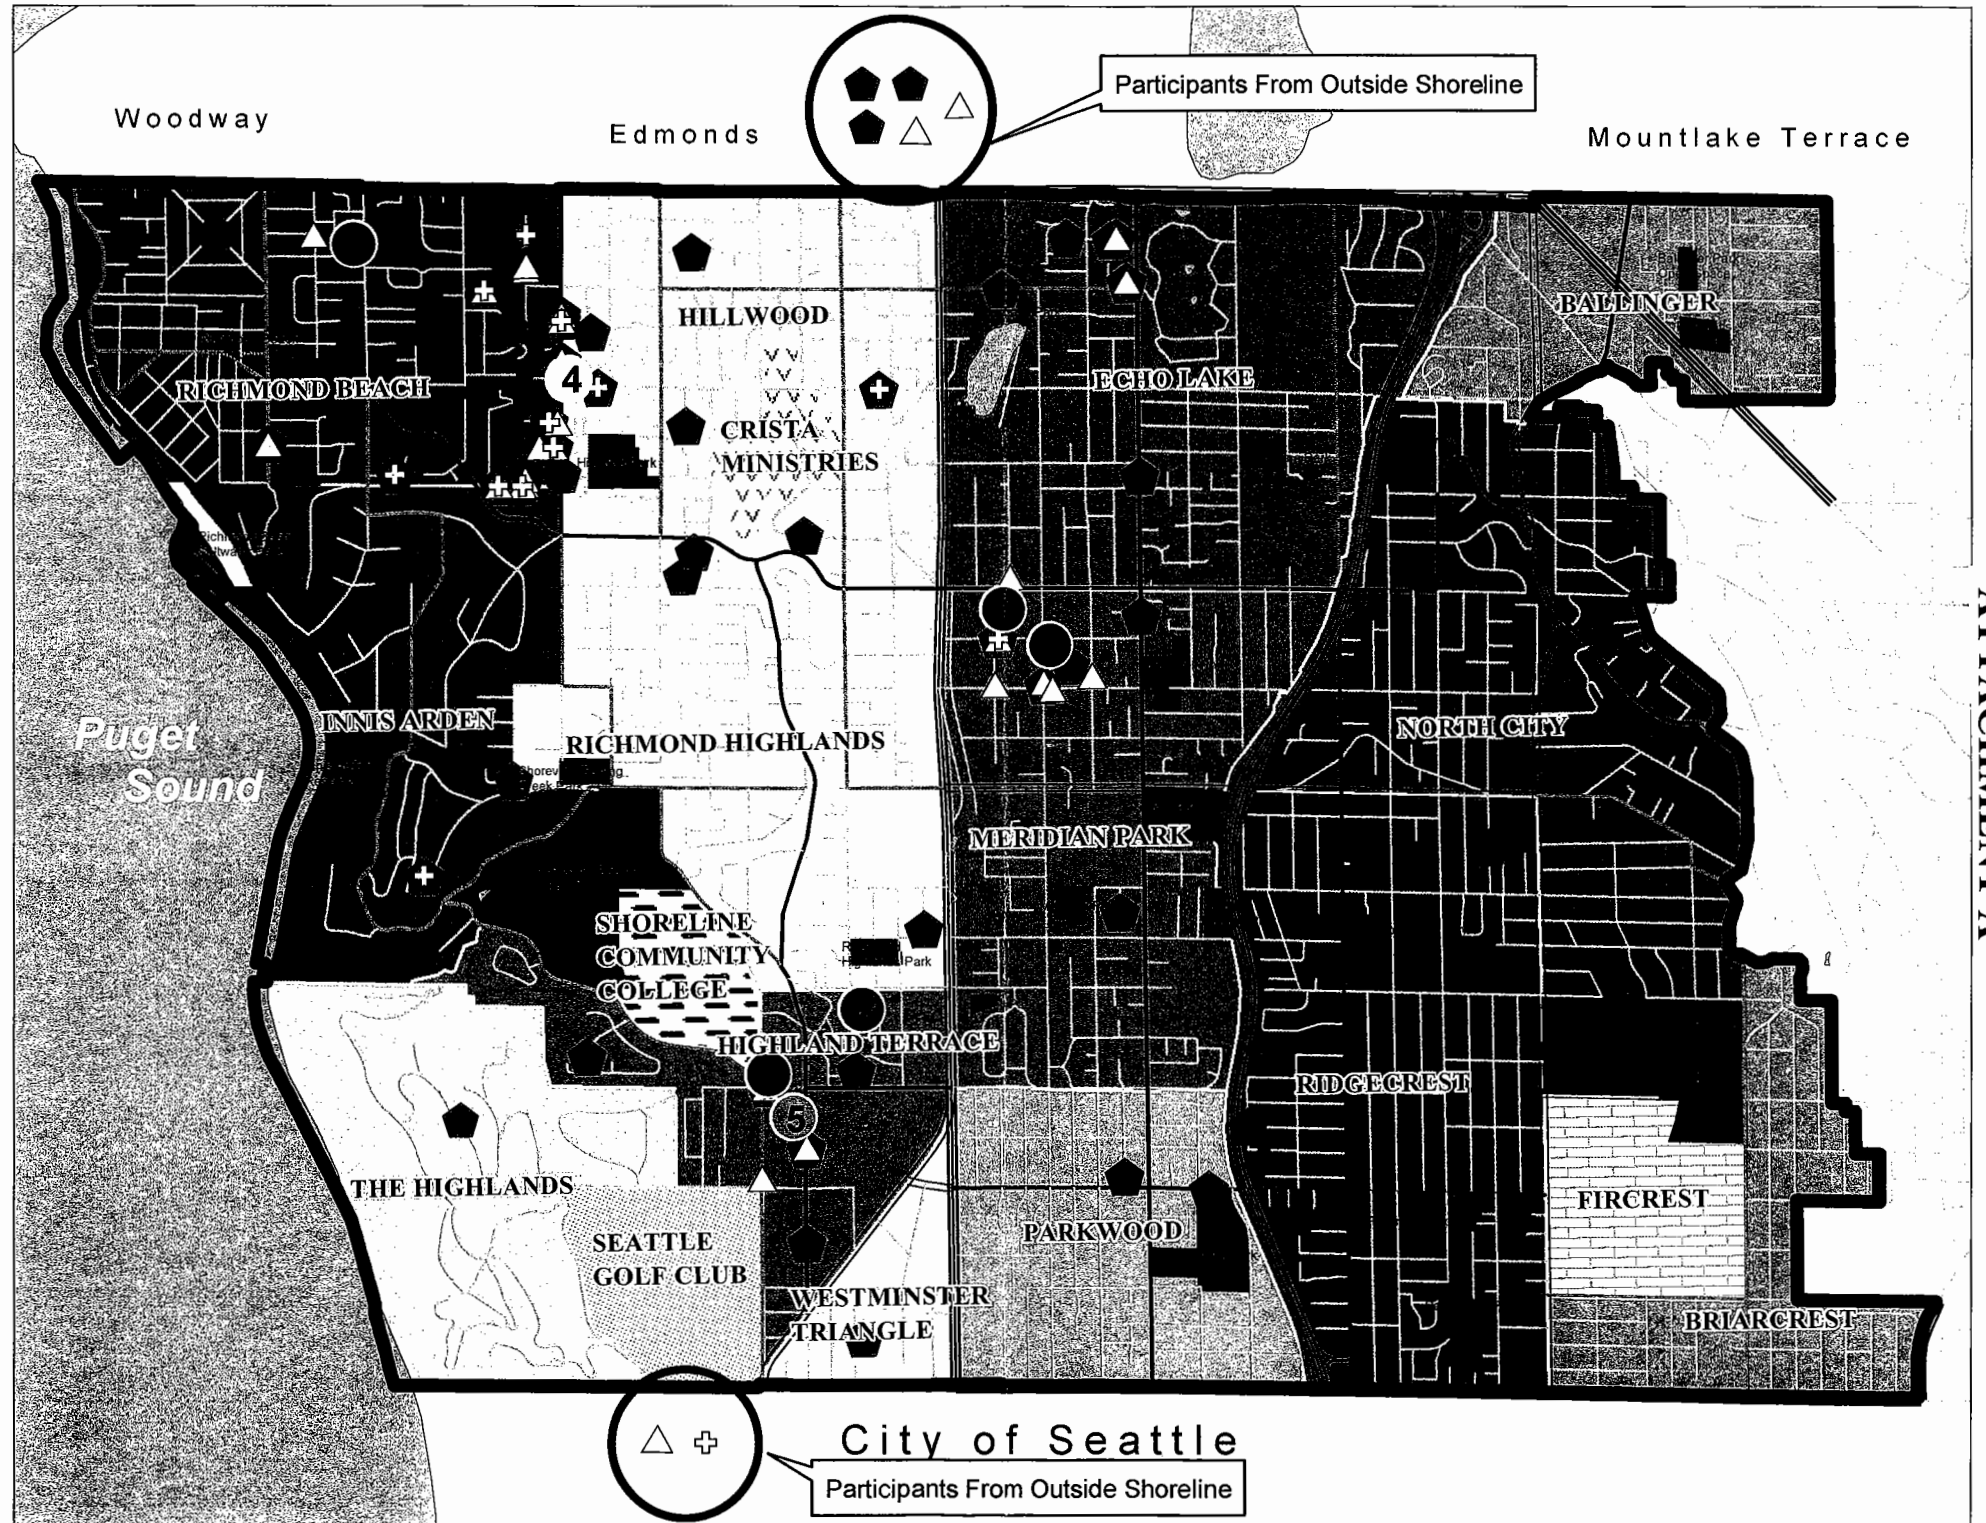 Participants From Outside Shoreline
Woodway
Edmonds
Mountlake Terrace
HILLWOOD
BALLINGER
RICHMOND BEACH
4
ECHO LAKE
CRISTA
MINISTRIES
INNIS ARDEN
Puget
Sound
RICHMOND HIGHLANDS
NORTH CITY
MERIDIAN PARK
SHORELINE
COMMUNITY
COLLEGE
Park
HIGHLAND TERRACE
RIDGECREST
5
THE HIGHLANDS
FIRCREST
PARKWOOD
SEATTLE
GOLF CLUB
WESTMINSTER
TRIANGLE
BRIARCREST
City of Seattle
Participants From Outside Shoreline